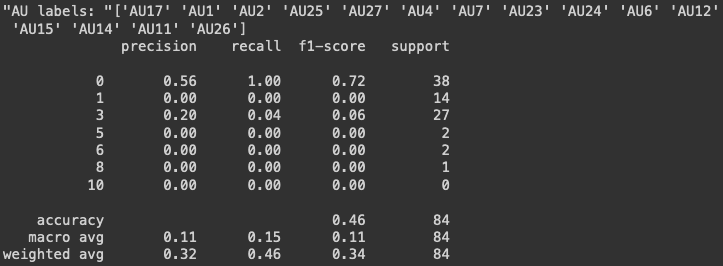 "AU labels: "['AU17' 'AU1' 'AU2' 'AU25' 'AU27' 'AU4' 'AU7' 'AU23' 'AU24' 'AU6' 'AU12'
'AU15' 'AU14' 'AU11' 'AU26']
precision recall f1-score support
0 0.56 1.00 0.72 38
1 0.00 0.00 0.00 14
3 0.20 0.04 0.06 27
5 0.00 0.00 0.00 2
6 0.00 0.00 0.00 2
8 0.00 0.00 0.00 1
10 0.00 0.00 0.00 0
accuracy 0.46 84
macro avg 0.11 0.15 0.11 84
weighted avg 0.32 0.46 0.34 84